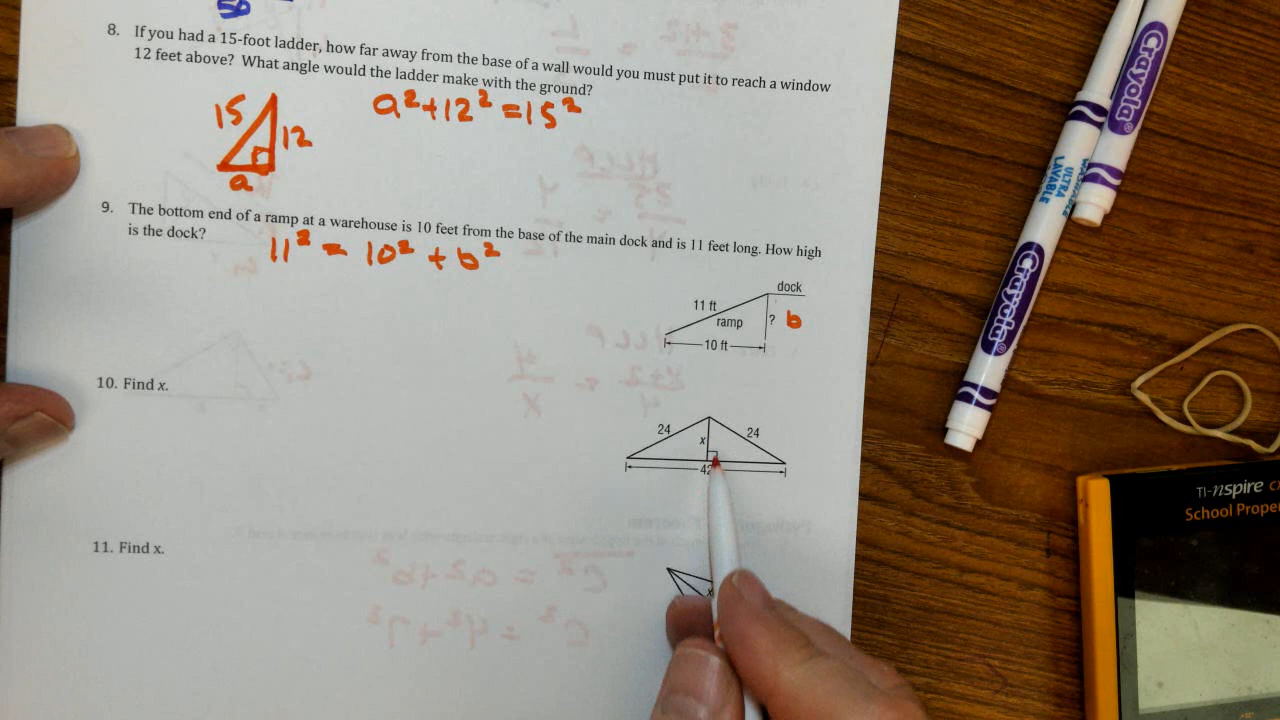 50
8. If you had a 15-foot ladder, how far away from the base of a wall would you must put it to reach a window
12 feet above? What angle would the ladder make with the ground?
a² + 12² = 15²
15
12
a
9. The bottom end of a ramp at a warehouse is 10 feet from the base of the main dock and is 11 feet long. How high
is the dock?
11² = 10² + b²
dock
11 ft
ramp
? b
10 ft
10. Find x.
24
24
x
42
11. Find x.
x
Crayola
ULTRA
LAVABLE
Crayola
TI-nspire CX
School Prope